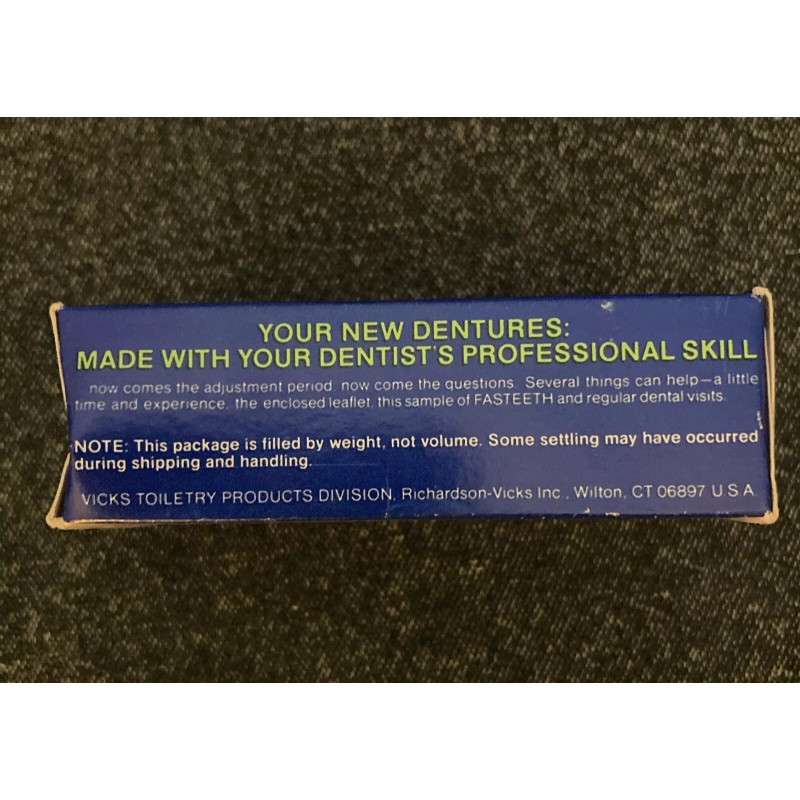 YOUR NEW DENTURES:
MADE WITH YOUR DENTIST'S PROFESSIONAL SKILL
now comes the adjustment period. now come the questions. Several things can help—a little
time and experience, the enclosed leaflet, this sample of FASTEETH and regular dental visits.
NOTE: This package is filled by weight, not volume. Some settling may have occurred
during shipping and handling.
VICKS TOILETRY PRODUCTS DIVISION, Richardson-Vicks Inc., Wilton, CT 06897 U.S.A.